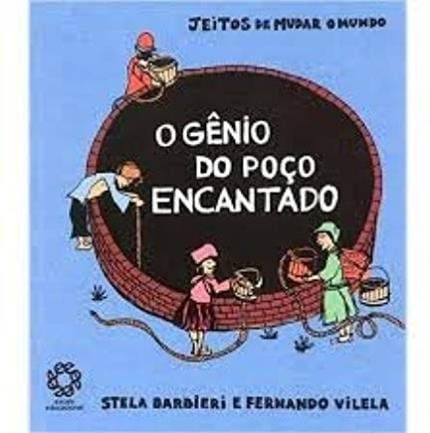 JEITOS DE MUDAR O MUNDO
O GÊNIO
DO POÇO
ENCANTADO
STELA BARBIERI E FERNANDO VILELA